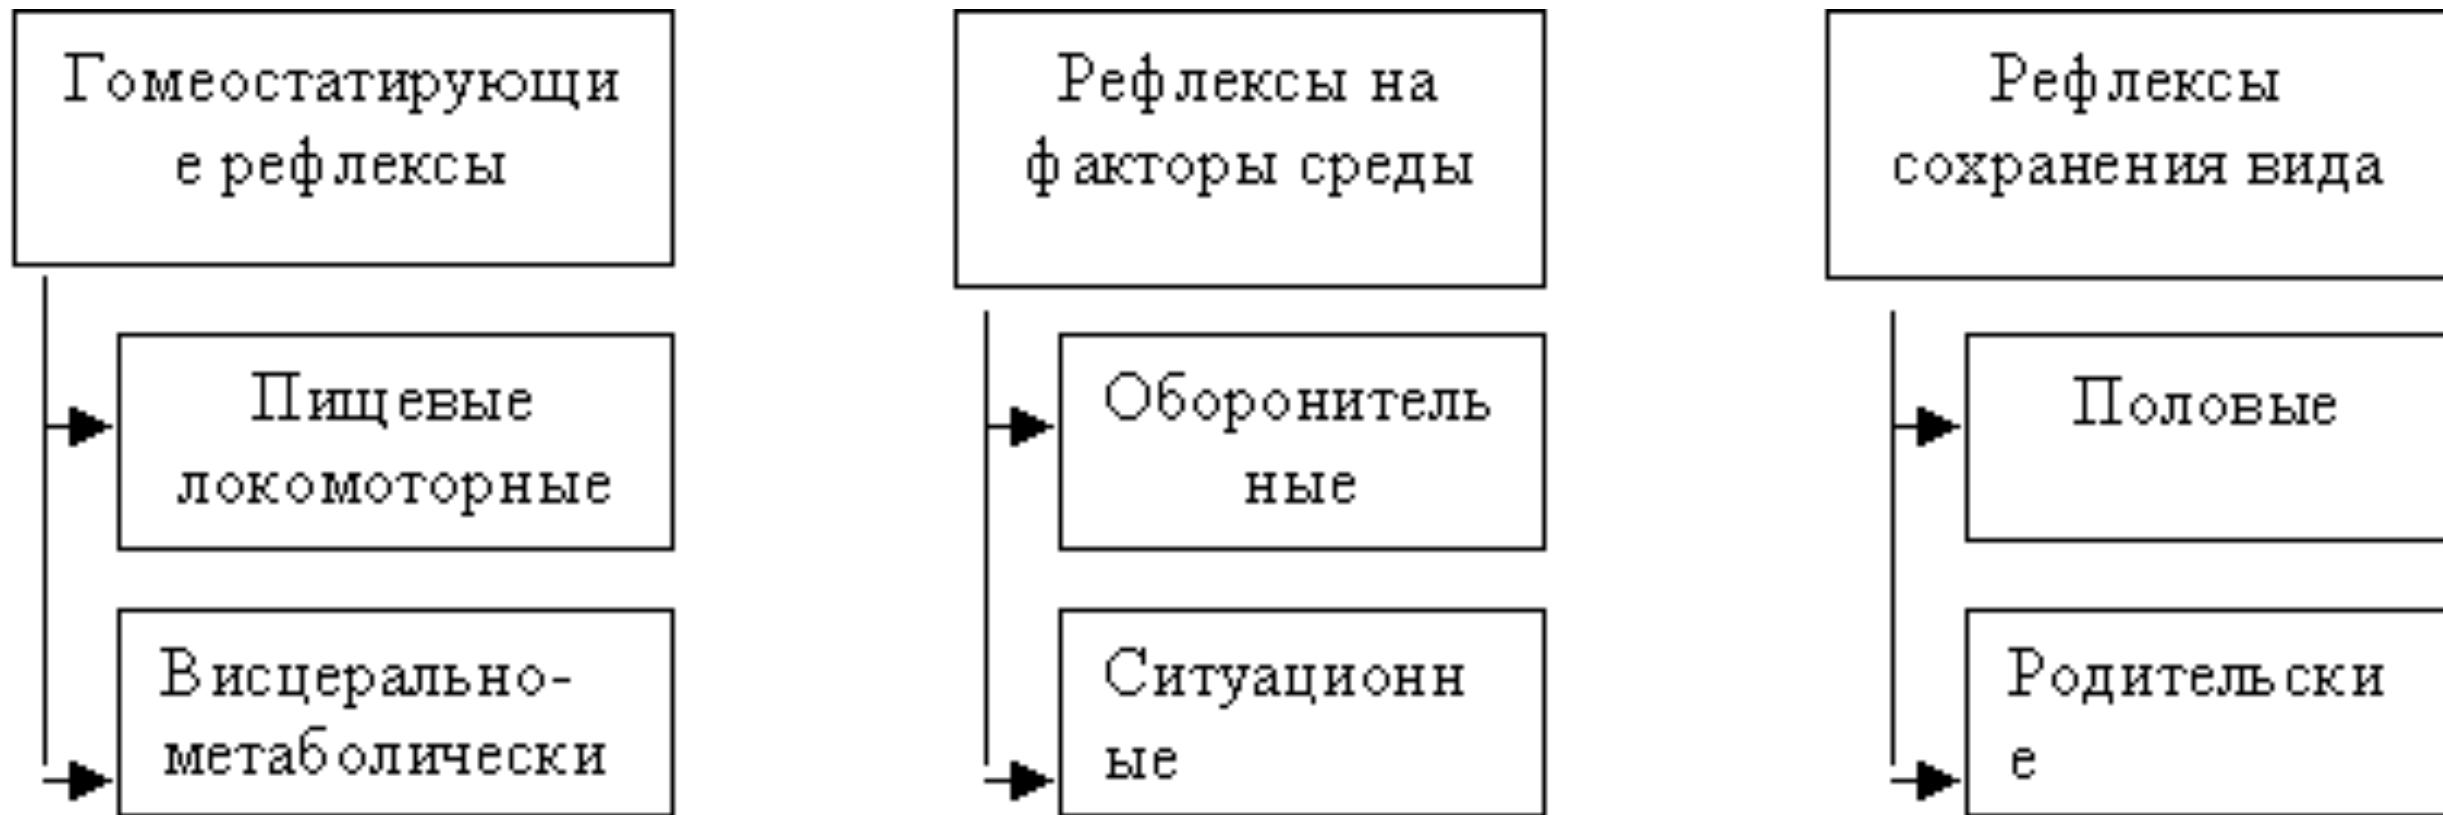 Гомеостатирующи
е рефлексы
Рефлексы на
факторы среды
Рефлексы
сохранения вида
Пищевые
локомоторные
Оборонитель
ные
Половые
Висцерально-
метаболически
Ситуационн
ые
Родительски
е